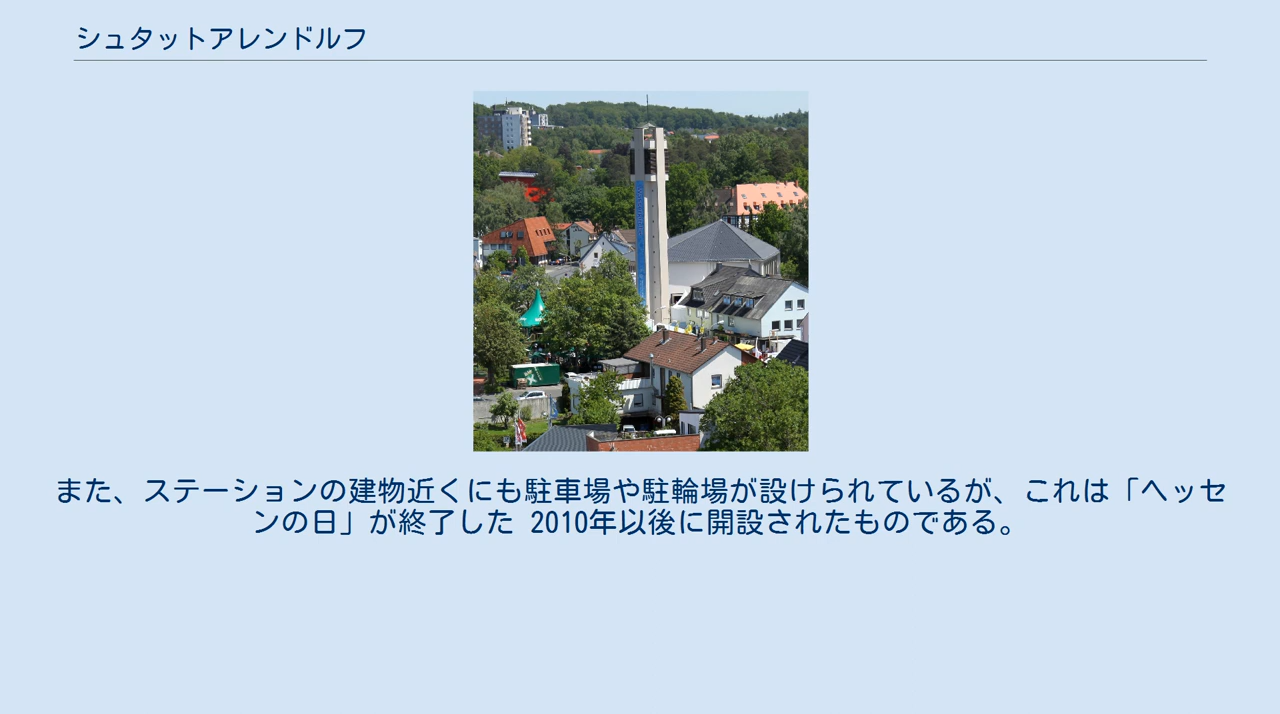 シュタットアレンドルフ
また、ステーションの建物近くにも駐車場や駐輪場が設けられているが、これは「ヘッセ
ンの日」が終了した 2010年以後に開設されたものである。